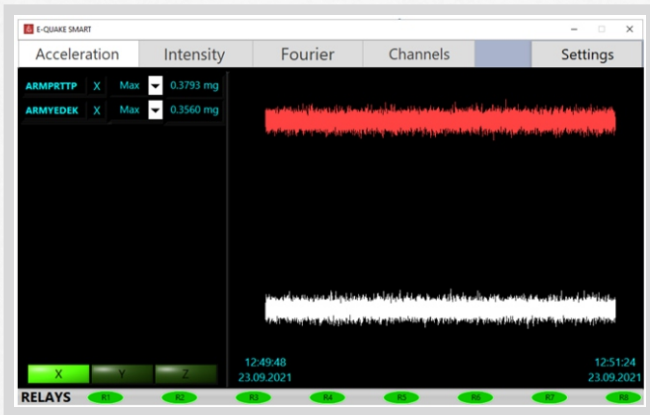 E-QUAKE SMART
Acceleration Intensity Fourier Channels Settings
ARMPRTTP X Max 0.3793 mg
ARMYEDEK X Max 0.3560 mg
12:49:48 12:51:24
23.09.2021 23.09.2021
X Y Z
RELAYS R1 R2 R3 R4 R5 R6 R7 R8